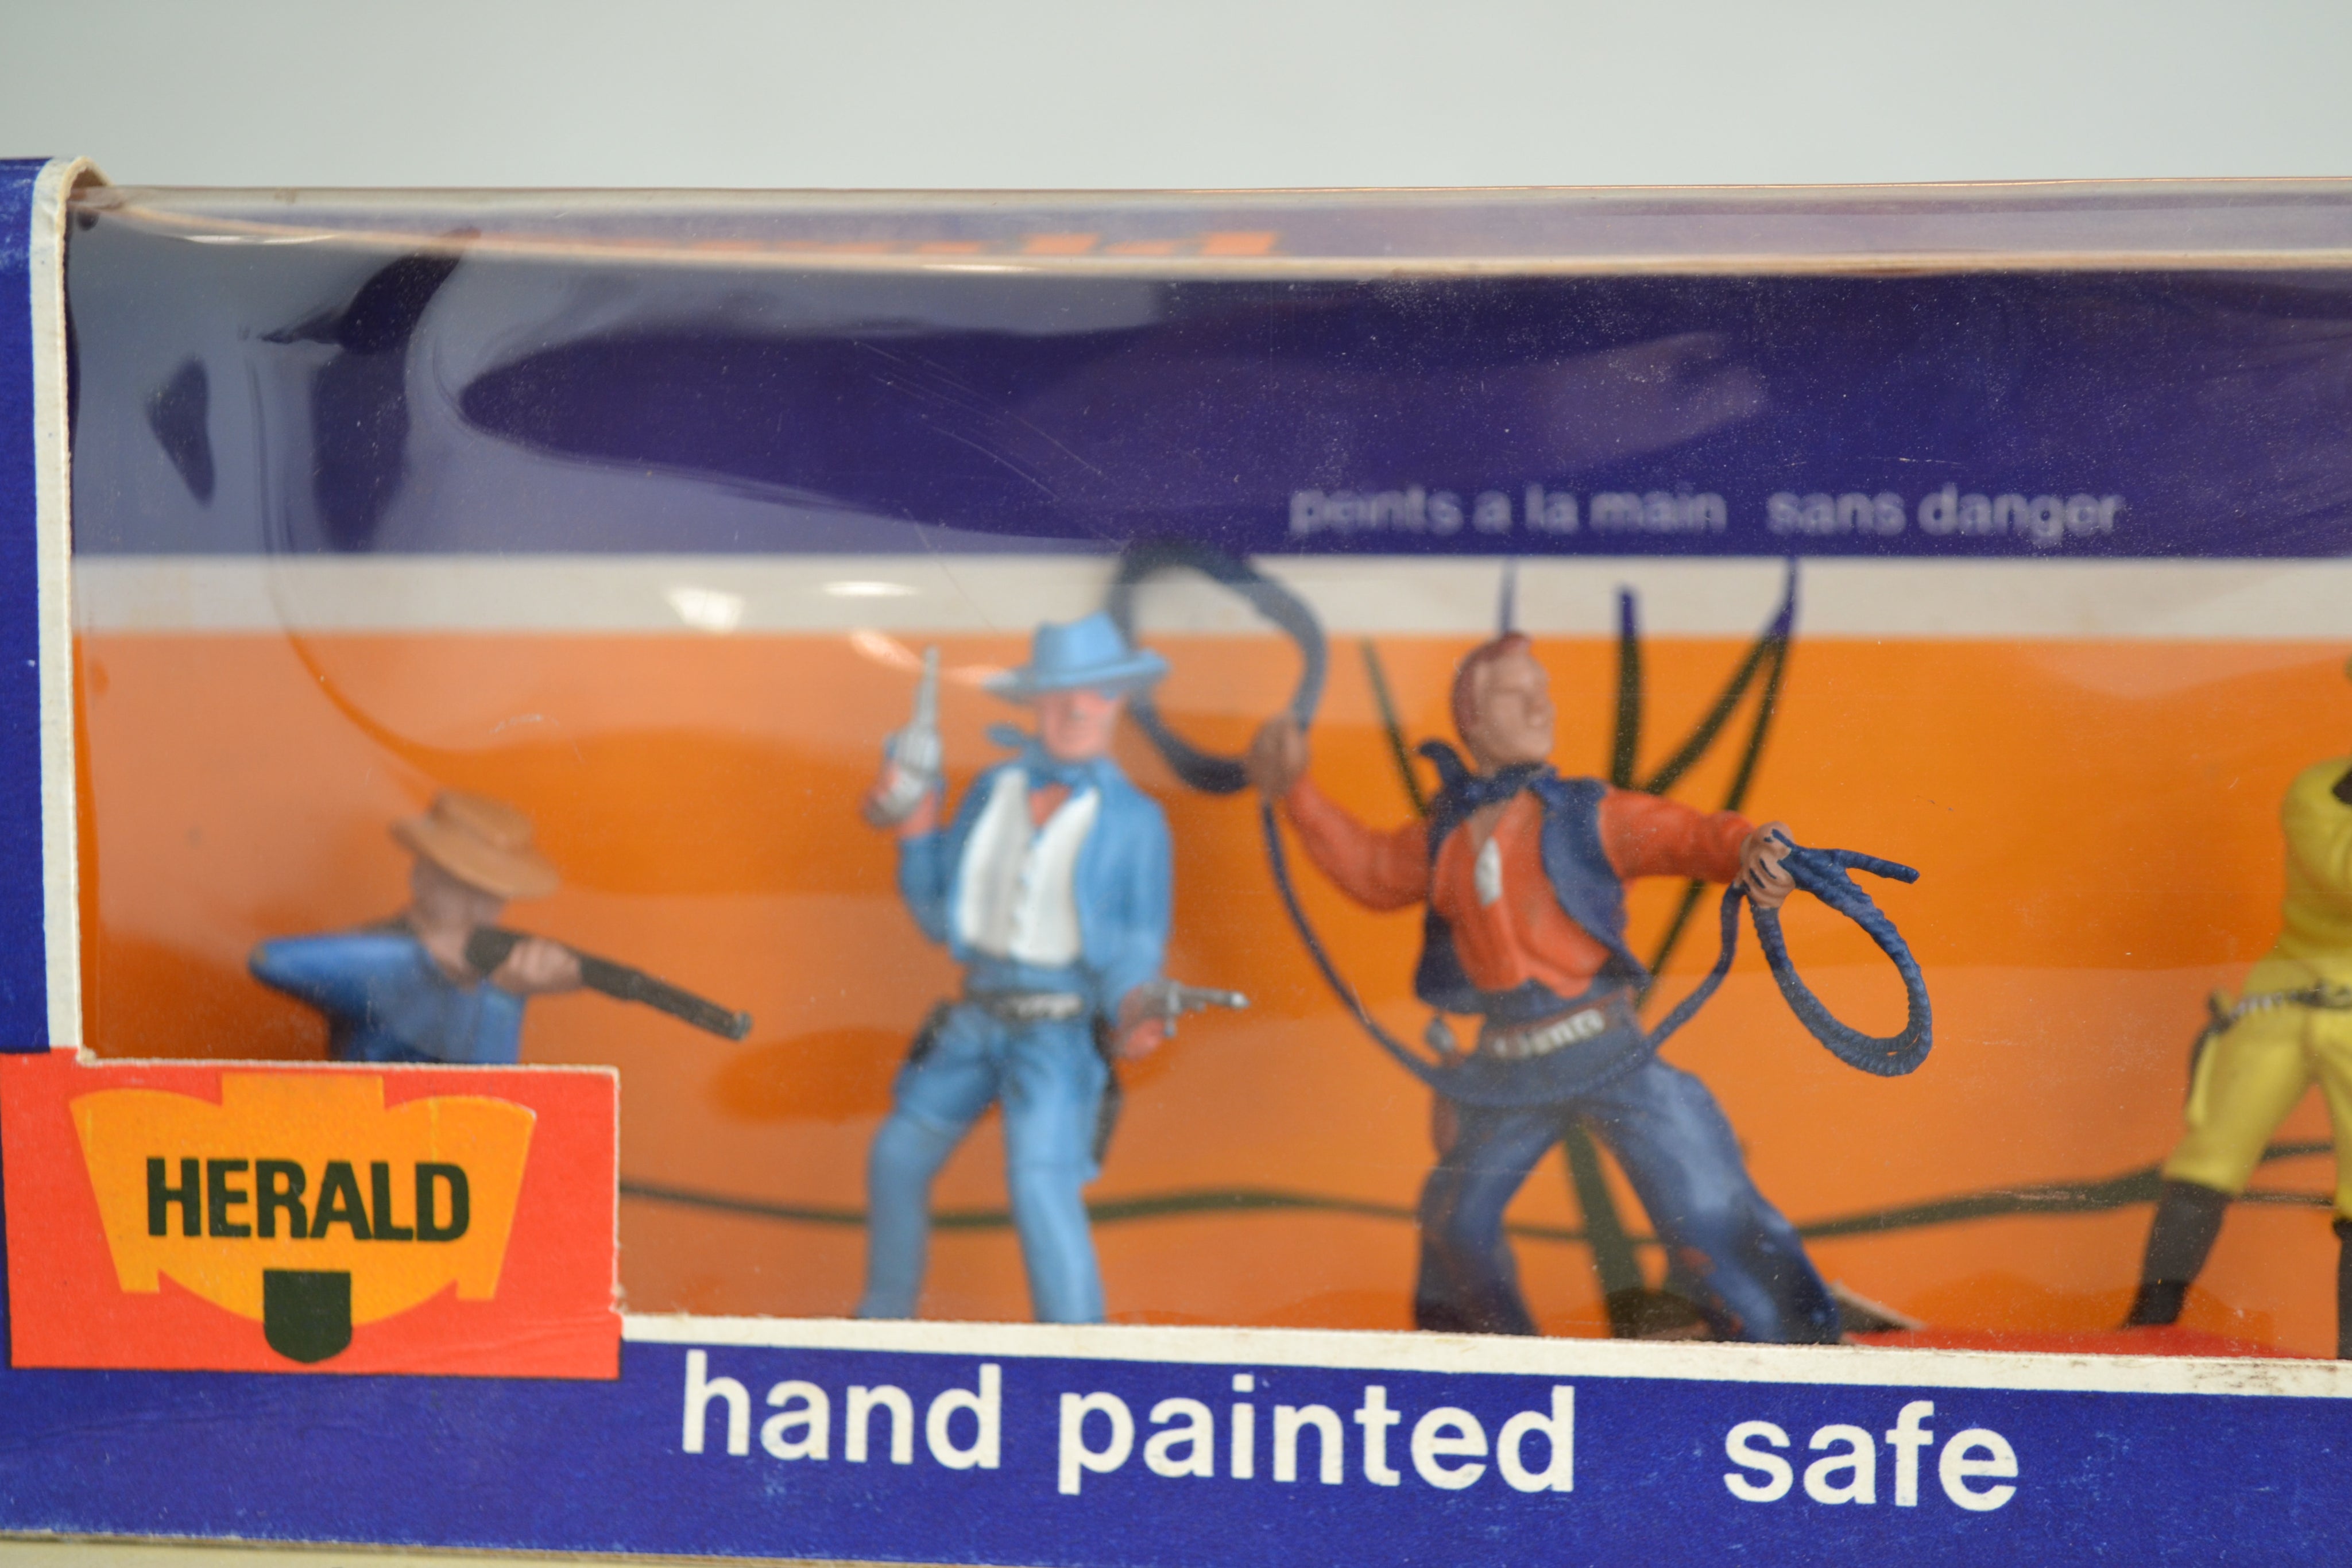 peints a la main sans danger
HERALD
hand painted safe